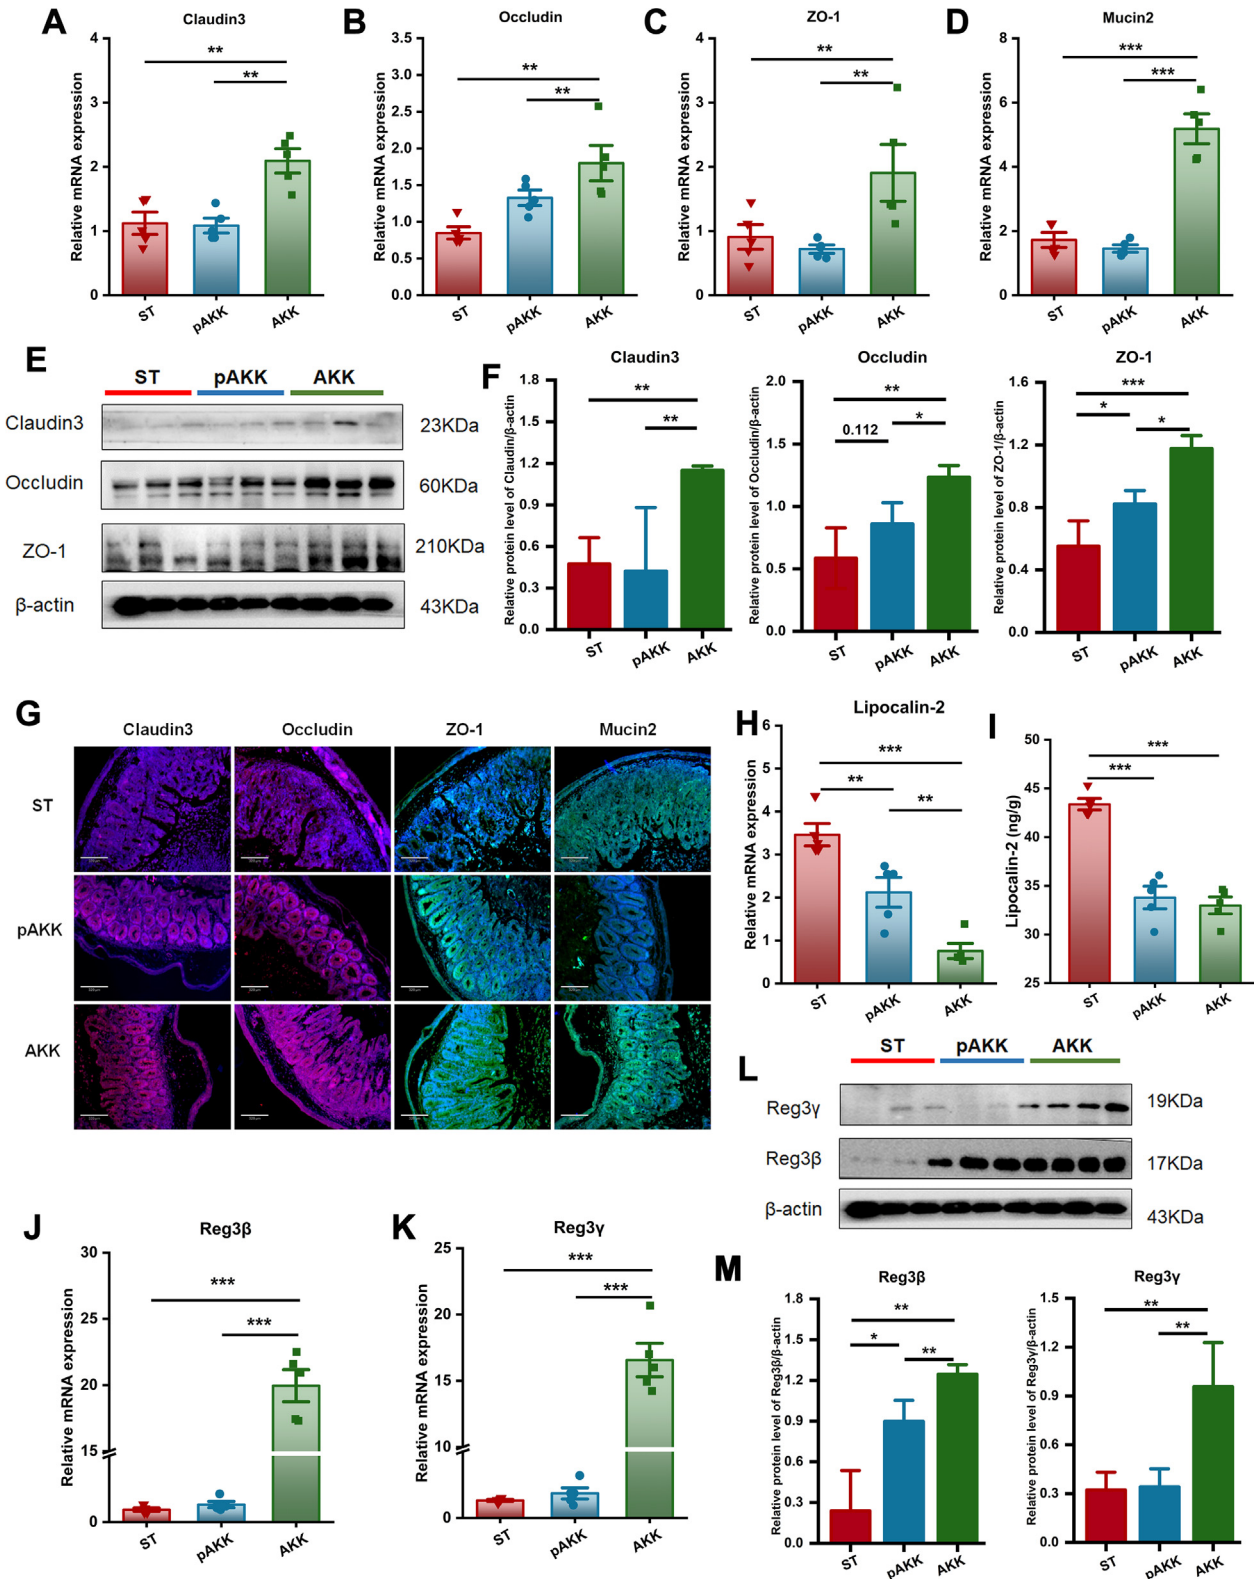 A
Claudin3
Relative mRNA expression
4
3
2
1
0
**
**
ST
pAKK
AKK
B
Occludin
Relative mRNA expression
3.5
3.0
2.5
2.0
1.5
1.0
0.5
0.0
**
**
ST
pAKK
AKK
C
ZO-1
Relative mRNA expression
4
3
2
1
0
**
**
ST
pAKK
AKK
D
Mucin2
Relative mRNA expression
8
6
4
2
0
***
***
ST
pAKK
AKK
E
ST pAKK AKK
Claudin3 23KDa
Occludin 60KDa
ZO-1 210KDa
β-actin 43KDa
F
Claudin3
Relative protein level of Claudin/β-actin
1.8
1.5
1.2
0.9
0.6
0.3
0.0
**
**
ST
pAKK
AKK
Occludin
Relative protein level of Occludin/β-actin
2.0
1.5
1.0
0.5
0.0
**
*
0.112
ST
pAKK
AKK
ZO-1
Relative protein level of ZO-1/β-actin
1.6
1.2
0.8
0.4
0.0
***
*
*
ST
pAKK
AKK
G
Claudin3 Occludin ZO-1 Mucin2
ST
pAKK
AKK
H
Lipocalin-2
Relative mRNA expression
6
5
4
3
2
1
0
***
**
**
ST
pAKK
AKK
I
Lipocalin-2 (ng/g)
50
45
40
35
30
25
***
***
ST
pAKK
AKK
L
ST pAKK AKK
Reg3γ 19KDa
Reg3β 17KDa
β-actin 43KDa
J
Reg3β
Relative mRNA expression
30
25
20
15
0
***
***
ST
pAKK
AKK
K
Reg3γ
Relative mRNA expression
25
20
15
10
0
***
***
ST
pAKK
AKK
M
Reg3β
Relative protein level of Reg3β/β-actin
1.8
1.5
1.2
0.9
0.6
0.3
0.0
**
*
**
ST
pAKK
AKK
Reg3γ
Relative protein level of Reg3γ/β-actin
1.5
1.2
0.9
0.6
0.3
0.0
**
**
ST
pAKK
AKK